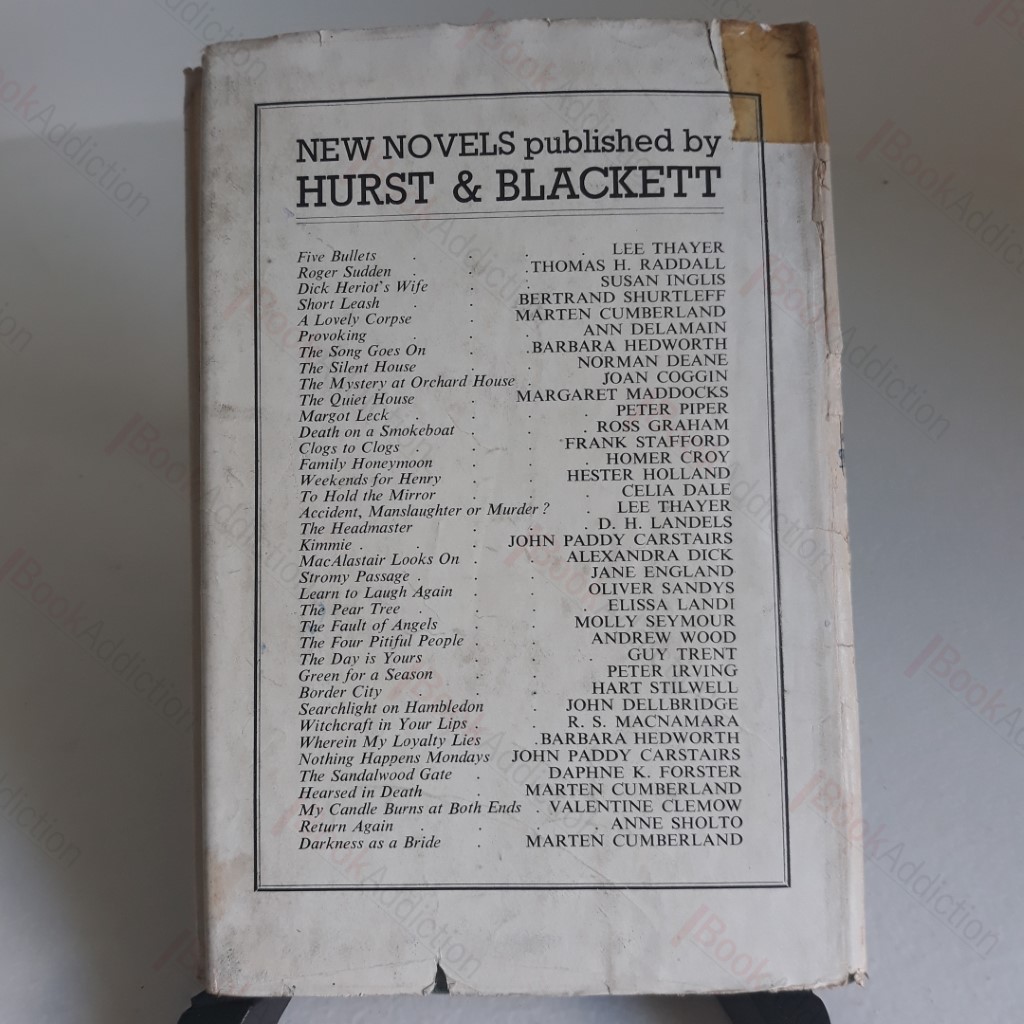 NEW NOVELS published by
HURST & BLACKETT
Five Bullets . . . . LEE THAYER
Roger Sudden . . . THOMAS H. RADDALL
Dick Heriot's Wife . . SUSAN INGLIS
Short Leash . . BERTRAND SHURTLEFF
A Lovely Corpse . MARTEN CUMBERLAND
Provoking . . . ANN DELAMAIN
The Song Goes On . . BARBARA HEDWORTH
The Silent House . . NORMAN DEANE
The Mystery at Orchard House . JOAN COGGIN
The Quiet House . MARGARET MADDOCKS
Margot Leck . . . . PETER PIPER
Death on a Smokeboat . . . ROSS GRAHAM
Clogs to Clogs . . . FRANK STAFFORD
Family Honeymoon . . . HOMER CROY
Weekends for Henry . . HESTER HOLLAND
To Hold the Mirror . . . CELIA DALE
Accident, Manslaughter or Murder? . LEE THAYER
The Headmaster . . . D. H. LANDELS
Kimmie . . . JOHN PADDY CARSTAIRS
MacAlastair Looks On . . ALEXANDRA DICK
Stromy Passage . . . JANE ENGLAND
Learn to Laugh Again . . OLIVER SANDYS
The Pear Tree . . . . ELISSA LANDI
The Fault of Angels . . MOLLY SEYMOUR
The Four Pitiful People . . ANDREW WOOD
The Day is Yours . . . GUY TRENT
Green for a Season . . PETER IRVING
Border City . . . HART STILWELL
Searchlight on Hambledon . JOHN DELLBRIDGE
Witchcraft in Your Lips . . R. S. MACNAMARA
Wherein My Loyalty Lies . BARBARA HEDWORTH
Nothing Happens Mondays JOHN PADDY CARSTAIRS
The Sandalwood Gate . DAPHNE K. FORSTER
Hearsed in Death . MARTEN CUMBERLAND
My Candle Burns at Both Ends . VALENTINE CLEMOW
Return Again . . . . ANNE SHOLTO
Darkness as a Bride . MARTEN CUMBERLAND
BookAddiction